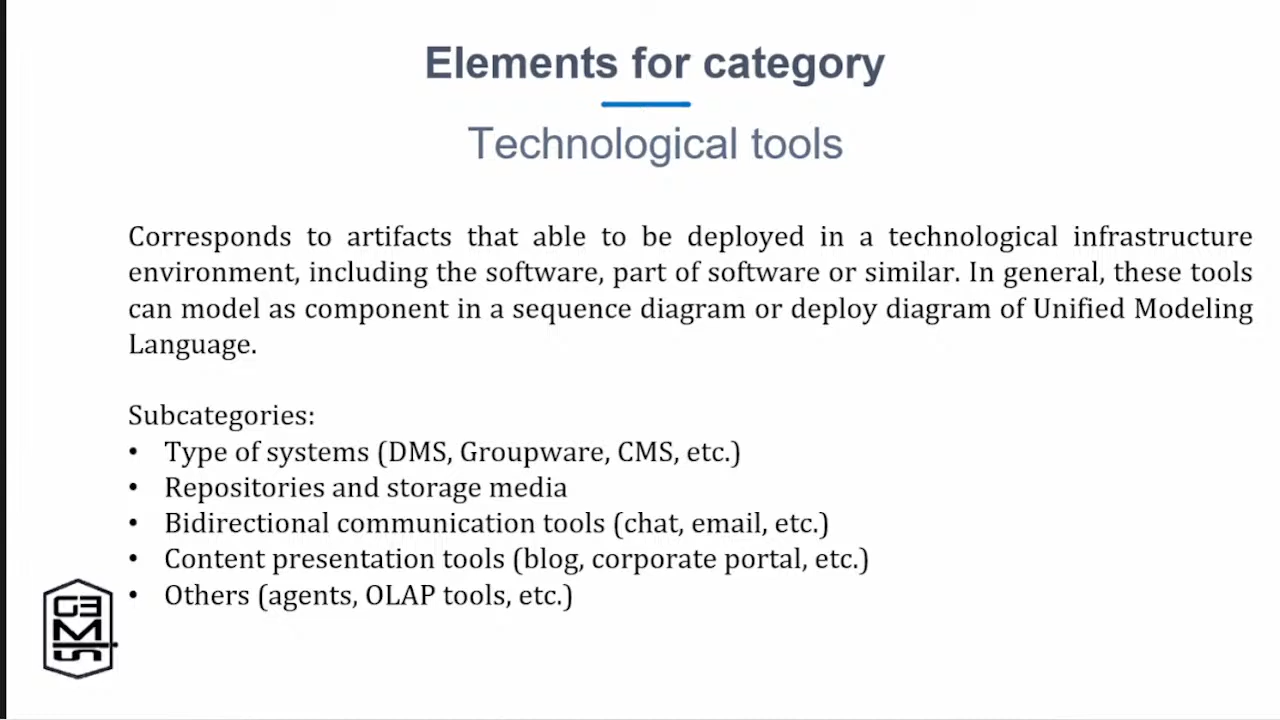 Elements for category
Technological tools
Corresponds to artifacts that able to be deployed in a technological infrastructure
environment, including the software, part of software or similar. In general, these tools
can model as component in a sequence diagram or deploy diagram of Unified Modeling
Language.
Subcategories:
• Type of systems (DMS, Groupware, CMS, etc.)
• Repositories and storage media
• Bidirectional communication tools (chat, email, etc.)
• Content presentation tools (blog, corporate portal, etc.)
• Others (agents, OLAP tools, etc.)